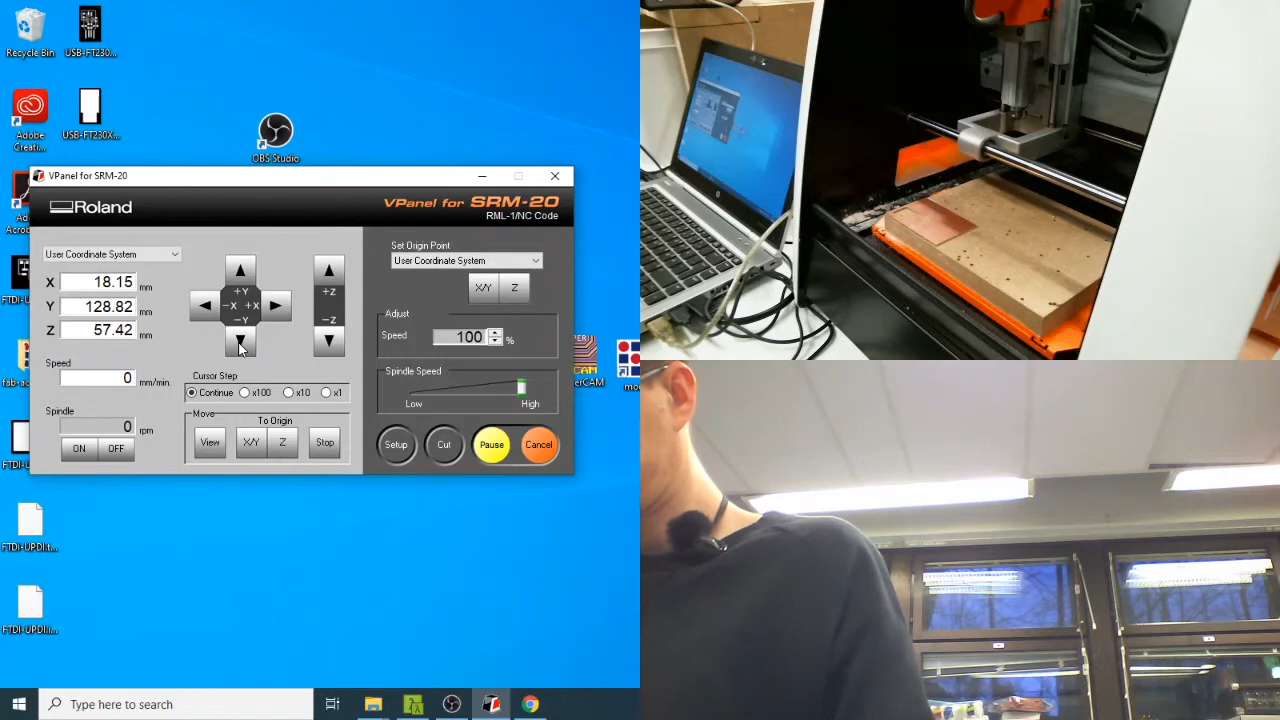 Recycle Bin
USB-FT230...
Adobe
Creati...
USB-FT230X...
OBS Studio
VPanel for SRM-20
Roland
VPanel for SRM-20
RML-1/NC Code
User Coordinate System
X 18.15 mm
Y 128.82 mm
Z 57.42 mm
Speed
0 mm/min.
Spindle
0 rpm
ON OFF
+Y
-X +X
-Y
+Z
-Z
Cursor Step
Continue x100 x10 x1
Move
To Origin
View X/Y Z Stop
Set Origin Point
User Coordinate System
X/Y Z
Adjust
Speed 100 %
Spindle Speed
Low High
Setup Cut Pause Cancel
FTDI-UPDI:t...
FTDI-UPDI:i...
Type here to search